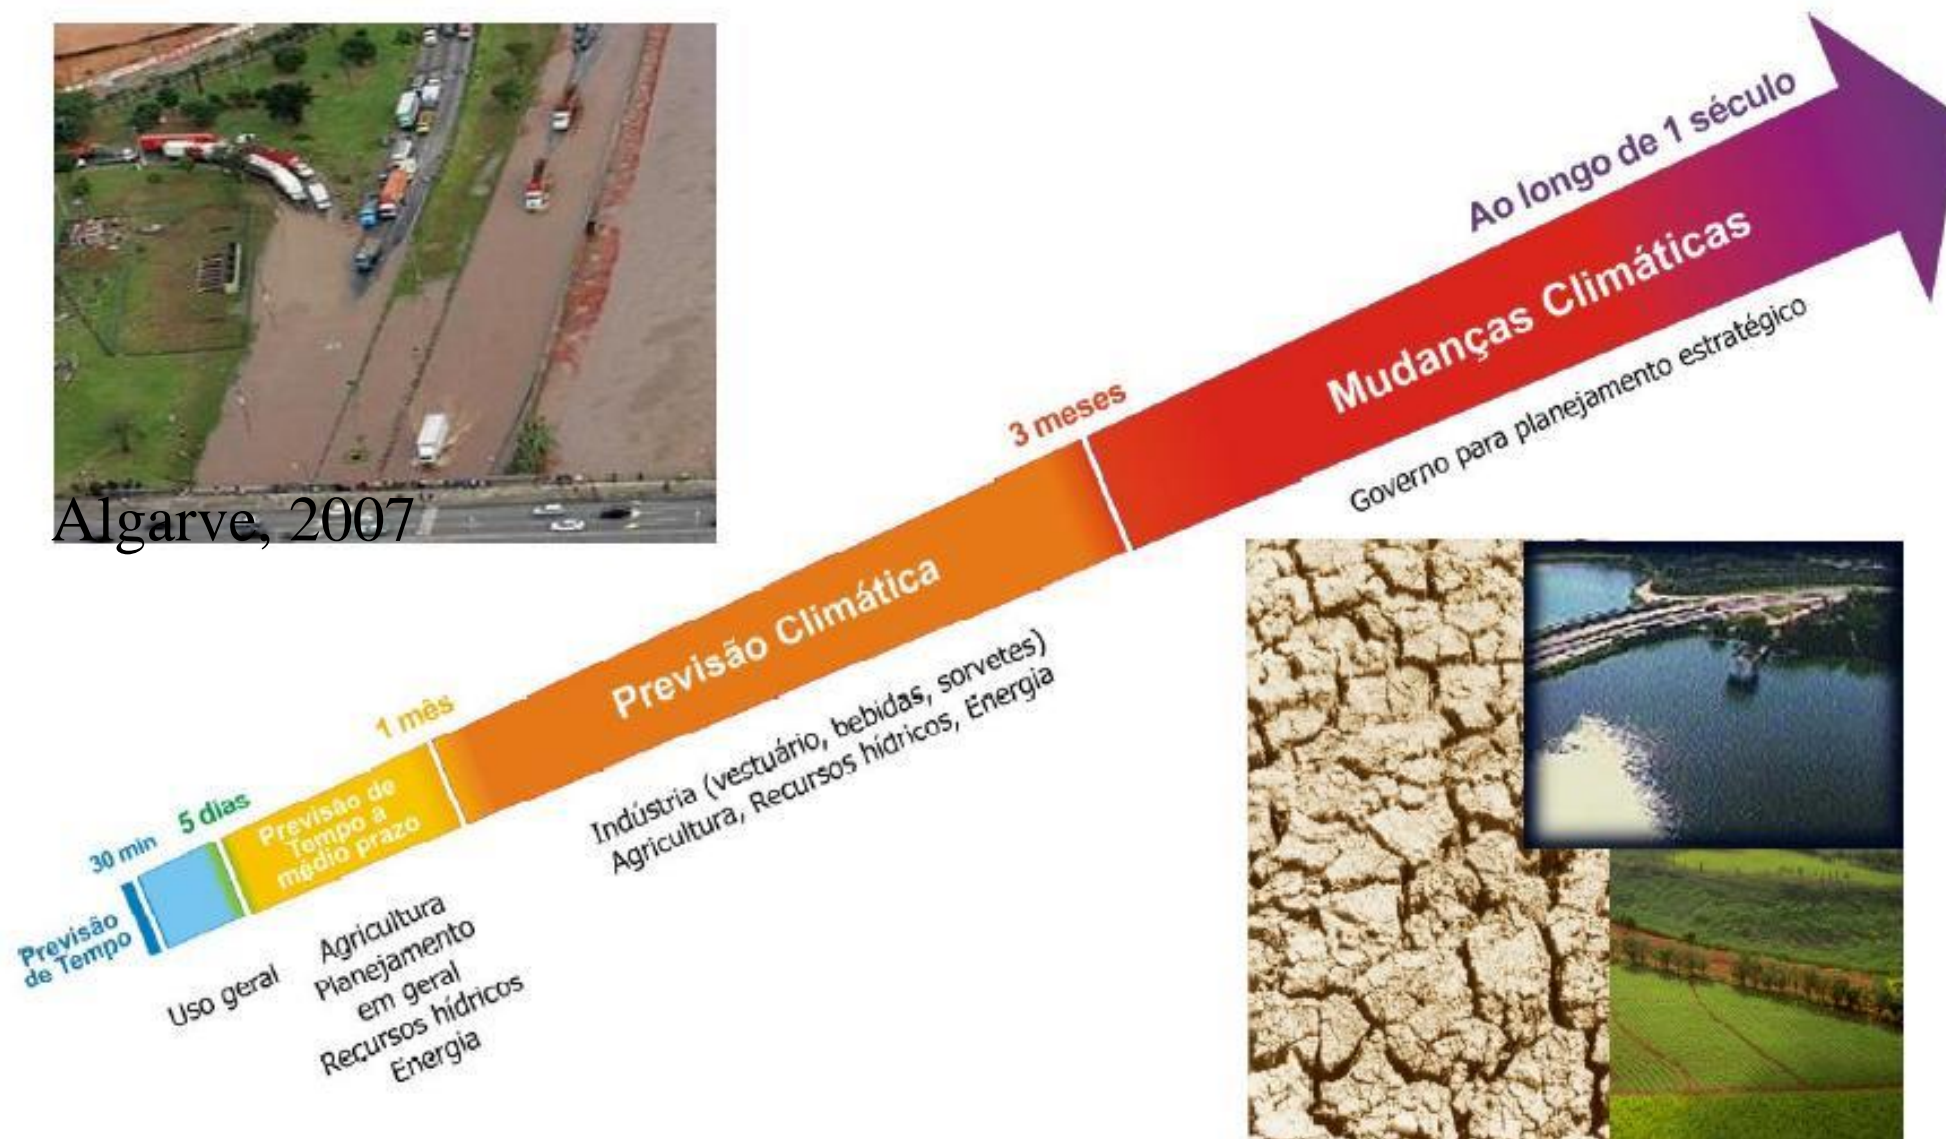 Algarve, 2007
30 min
5 dias
1 mês
3 meses
Ao longo de 1 século
Previsão
de Tempo
Previsão de
Tempo a
médio prazo
Previsão Climática
Mudanças Climáticas
Uso geral
Agricultura
Planejamento
em geral
Recursos hídricos
Energia
Indústria (vestuário, bebidas, sorvetes)
Agricultura, Recursos hídricos, Energia
Governo para planejamento estratégico